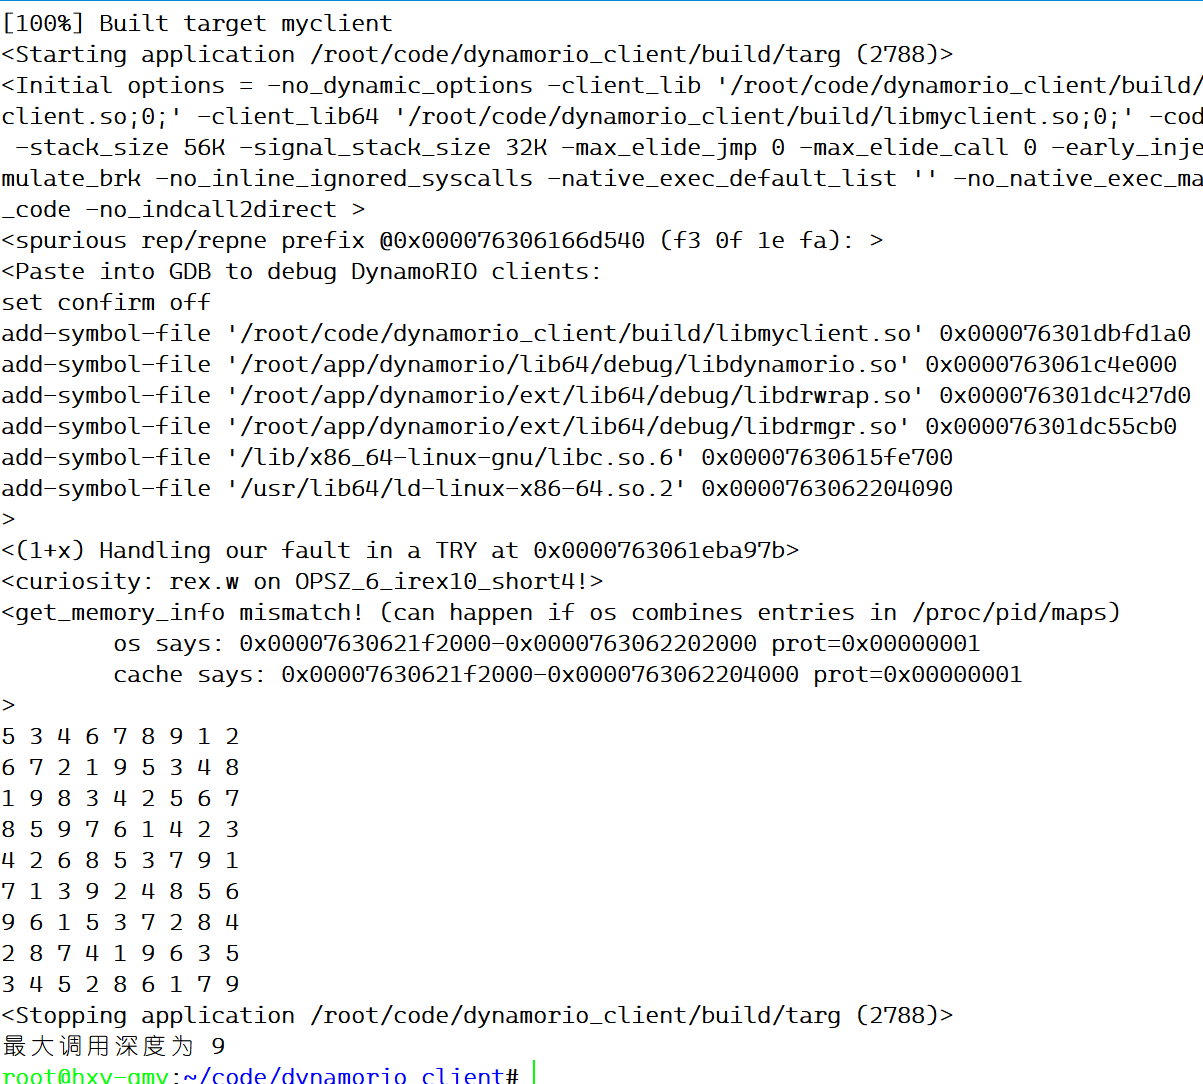 [100%] Built target myclient
<Starting application /root/code/dynamorio_client/build/targ (2788)>
<Initial options = -no_dynamic_options -client_lib '/root/code/dynamorio_client/build/
client.so;0;' -client_lib64 '/root/code/dynamorio_client/build/libmyclient.so;0;' -cod
 -stack_size 56K -signal_stack_size 32K -max_elide_jmp 0 -max_elide_call 0 -early_inje
mulate_brk -no_inline_ignored_syscalls -native_exec_default_list '' -no_native_exec_ma
_code -no_indcall2direct >
<spurious rep/repne prefix @0x000076306166d540 (f3 0f 1e fa): >
<Paste into GDB to debug DynamoRIO clients:
set confirm off
add-symbol-file '/root/code/dynamorio_client/build/libmyclient.so' 0x000076301dbfd1a0
add-symbol-file '/root/app/dynamorio/lib64/debug/libdynamorio.so' 0x0000763061c4e000
add-symbol-file '/root/app/dynamorio/ext/lib64/debug/libdrwrap.so' 0x000076301dc427d0
add-symbol-file '/root/app/dynamorio/ext/lib64/debug/libdrmgr.so' 0x000076301dc55cb0
add-symbol-file '/lib/x86_64-linux-gnu/libc.so.6' 0x00007630615fe700
add-symbol-file '/usr/lib64/ld-linux-x86-64.so.2' 0x0000763062204090
>
<(1+x) Handling our fault in a TRY at 0x0000763061eba97b>
<curiosity: rex.w on OPSZ_6_irex10_short4!>
<get_memory_info mismatch! (can happen if os combines entries in /proc/pid/maps)
        os says: 0x00007630621f2000-0x0000763062202000 prot=0x00000001
        cache says: 0x00007630621f2000-0x0000763062204000 prot=0x00000001
>
5 3 4 6 7 8 9 1 2
6 7 2 1 9 5 3 4 8
1 9 8 3 4 2 5 6 7
8 5 9 7 6 1 4 2 3
4 2 6 8 5 3 7 9 1
7 1 3 9 2 4 8 5 6
9 6 1 5 3 7 2 8 4
2 8 7 4 1 9 6 3 5
3 4 5 2 8 6 1 7 9
<Stopping application /root/code/dynamorio_client/build/targ (2788)>
最大调用深度为 9
root@hxy-gmy:~/code/dynamorio_client#